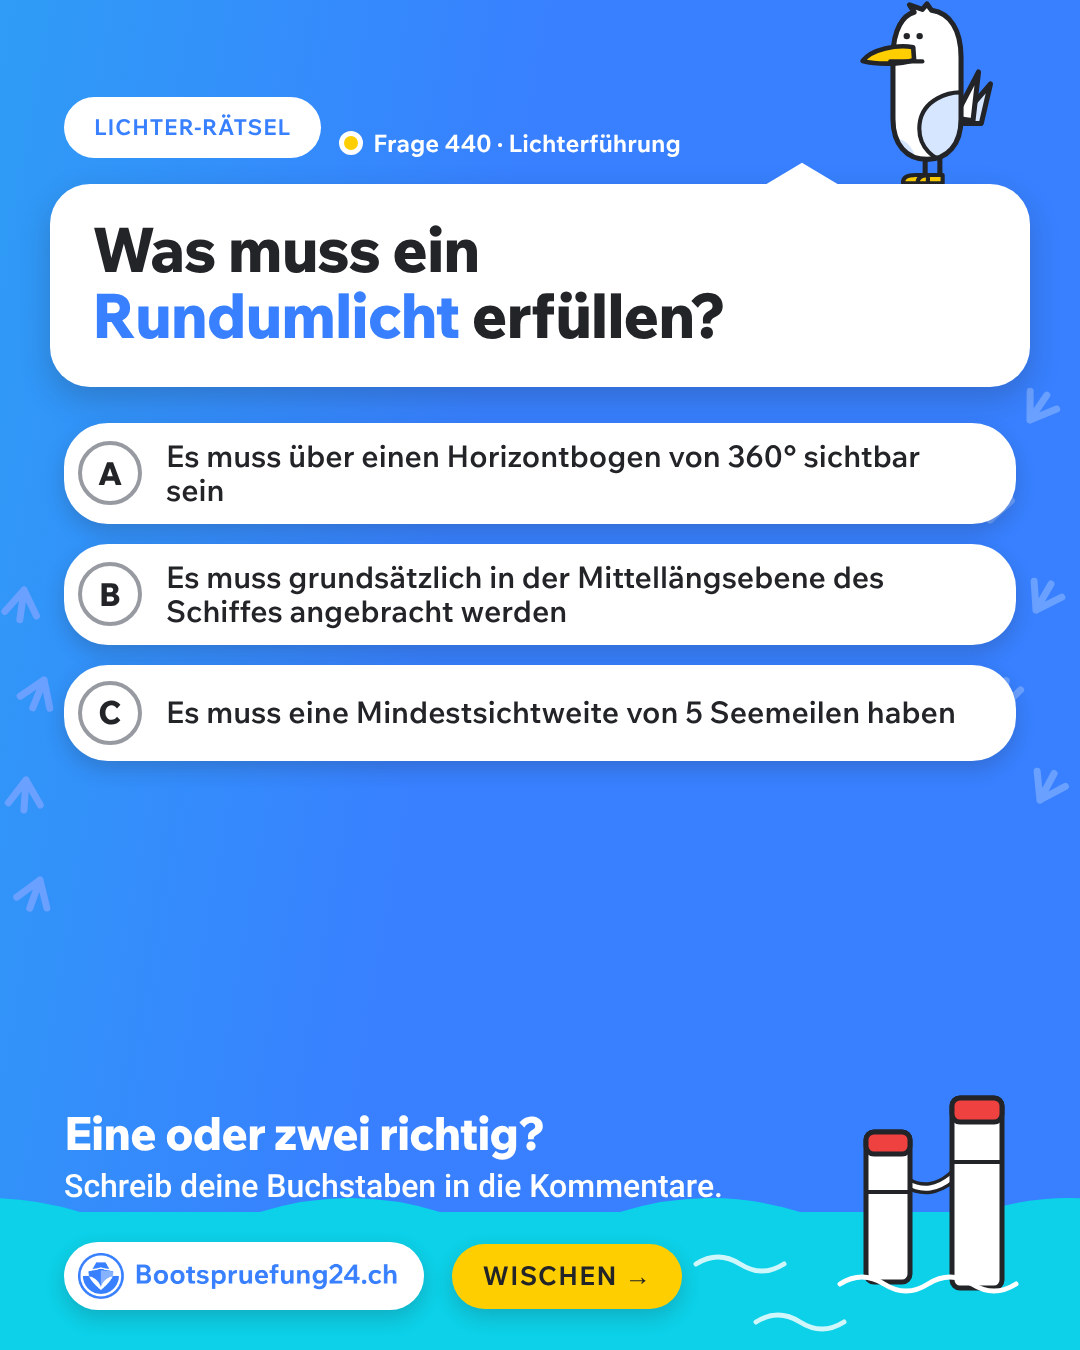 LICHTER-RÄTSEL
Frage 440 · Lichterführung
Was muss ein
Rundumlicht erfüllen?
A
Es muss über einen Horizontbogen von 360° sichtbar
sein
B
Es muss grundsätzlich in der Mittellängsebene des
Schiffes angebracht werden
C
Es muss eine Mindestsichtweite von 5 Seemeilen haben
Eine oder zwei richtig?
Schreib deine Buchstaben in die Kommentare.
Bootspruefung24.ch
WISCHEN →